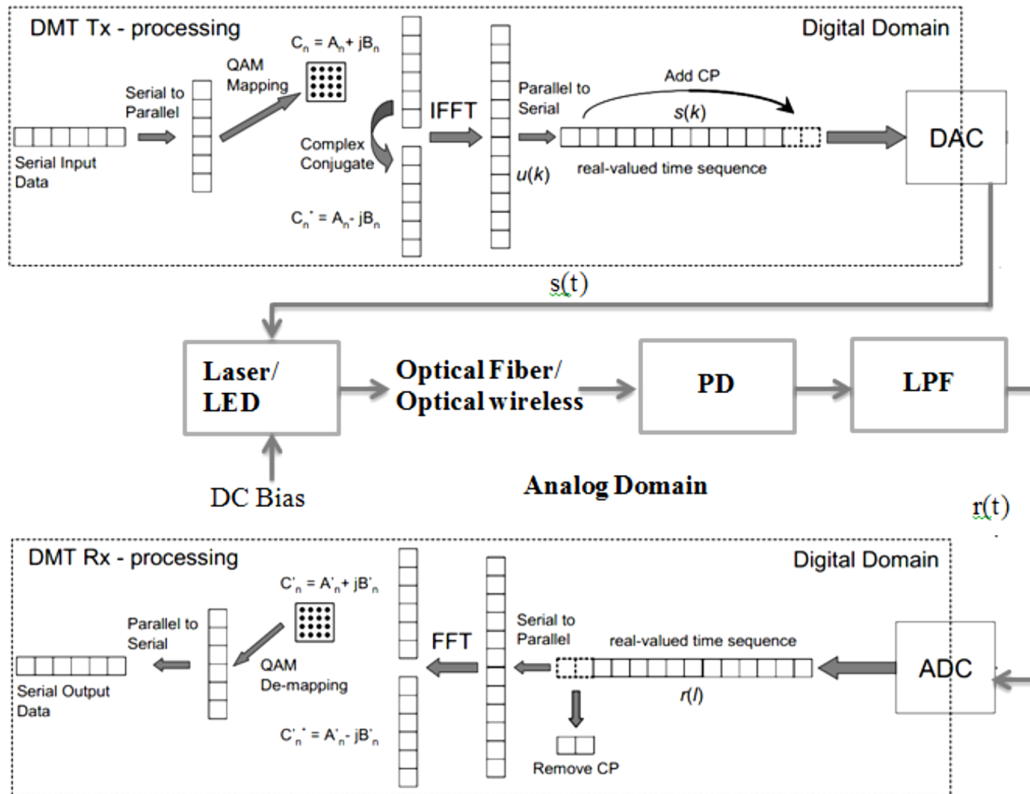 DMT Tx - processing
Digital Domain
Cn = An + jBn
QAM
Mapping
Serial to
Parallel
Serial Input
Data
Complex
Conjugate
Cn* = An - jBn
IFFT
u(k)
Parallel to
Serial
Add CP
s(k)
real-valued time sequence
DAC
s(t)
Laser/
LED
Optical Fiber/
Optical wireless
PD
LPF
DC Bias
Analog Domain
r(t)
DMT Rx - processing
Digital Domain
C'n = A'n + jB'n
Parallel to
Serial
Serial Output
Data
QAM
De-mapping
C'n* = A'n - jB'n
FFT
Serial to
Parallel
real-valued time sequence
r(l)
Remove CP
ADC